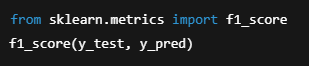 from sklearn.metrics import f1_score
f1_score(y_test, y_pred)